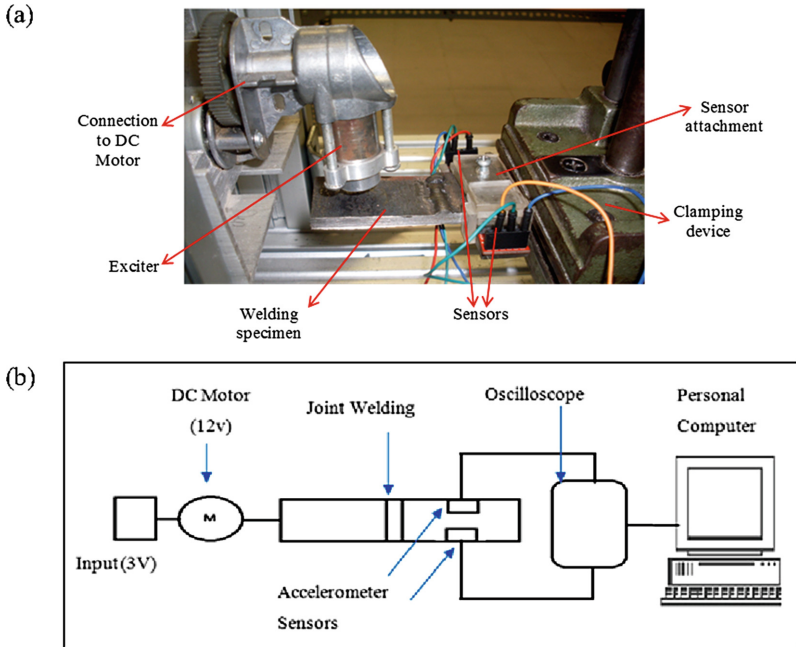 (a)
Connection
to DC
Motor
Sensor
attachment
Clamping
device
Exciter
Welding
specimen
Sensors
(b)
DC Motor
(12v)
Joint Welding
Oscilloscope
Personal
Computer
M
Input (3V)
Accelerometer
Sensors